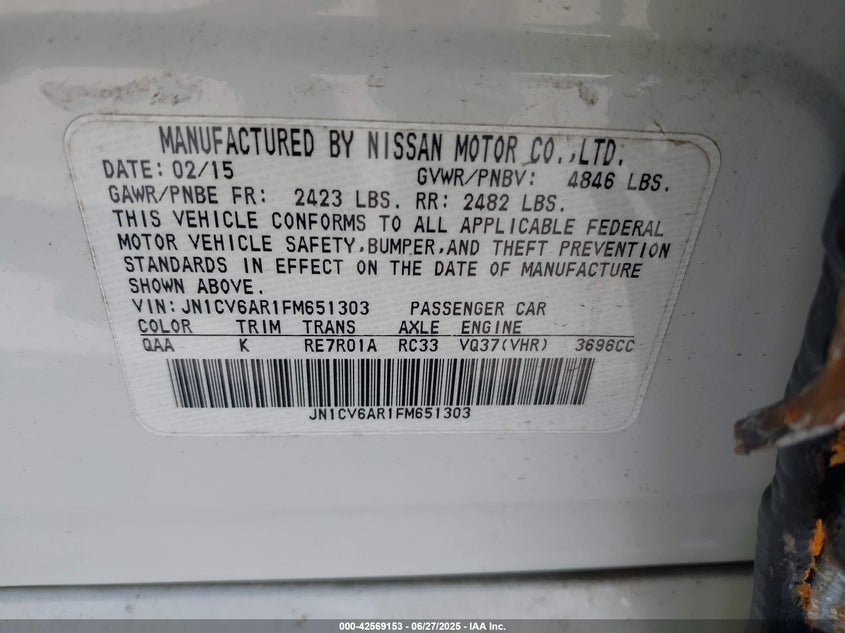 MANUFACTURED BY NISSAN MOTOR CO.,LTD.
DATE: 02/15 GVWR/PNBV: 4846 LBS.
GAWR/PNBE FR: 2423 LBS. RR: 2482 LBS.
THIS VEHICLE CONFORMS TO ALL APPLICABLE FEDERAL
MOTOR VEHICLE SAFETY,BUMPER,AND THEFT PREVENTION
STANDARDS IN EFFECT ON THE DATE OF MANUFACTURE
SHOWN ABOVE.
VIN:JN1CV6AR1FM651303 PASSENGER CAR
COLOR TRIM TRANS AXLE ENGINE
QAA K RE7R01A RC33 VQ37(VHR) 3696CC
JN1CV6AR1FM651303
000-42569153 - 06/27/2025 - IAA Inc.